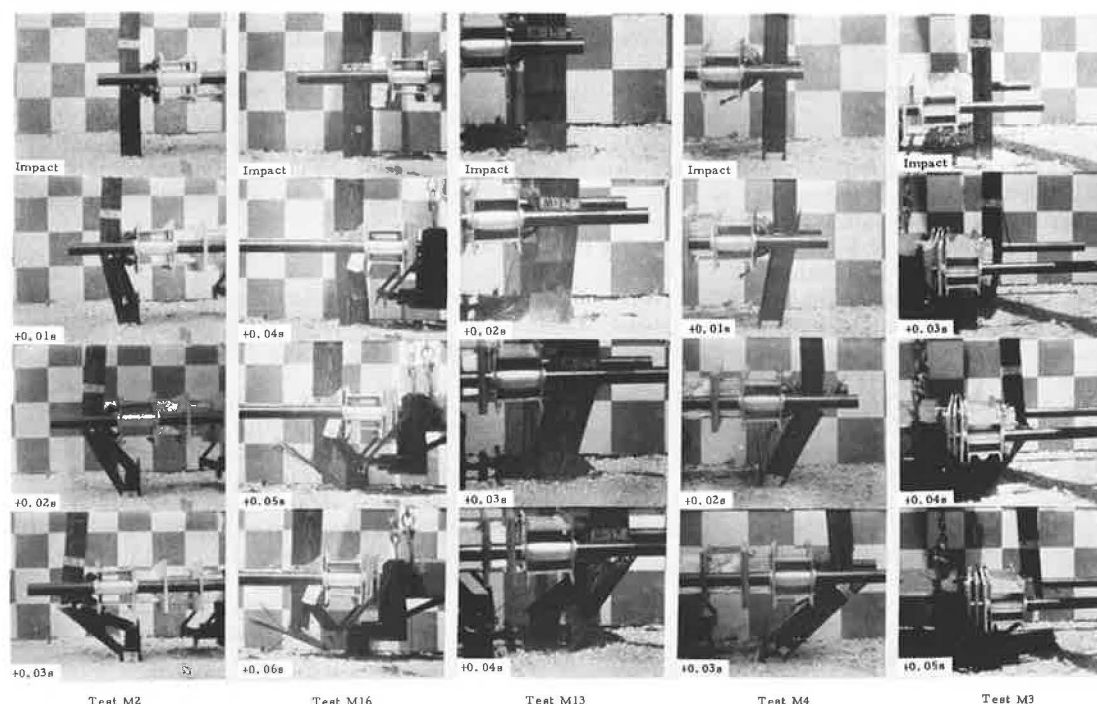 Impact
Impact
Impact
Impact
Impact
+0.01s
+0.04s
+0.02s
+0.01s
+0.03s
+0.02s
+0.05s
+0.03s
+0.02s
+0.04s
+0.03s
+0.06s
+0.04s
+0.03s
+0.05s
Test M2
Test M16
Test M13
Test M4
Test M3